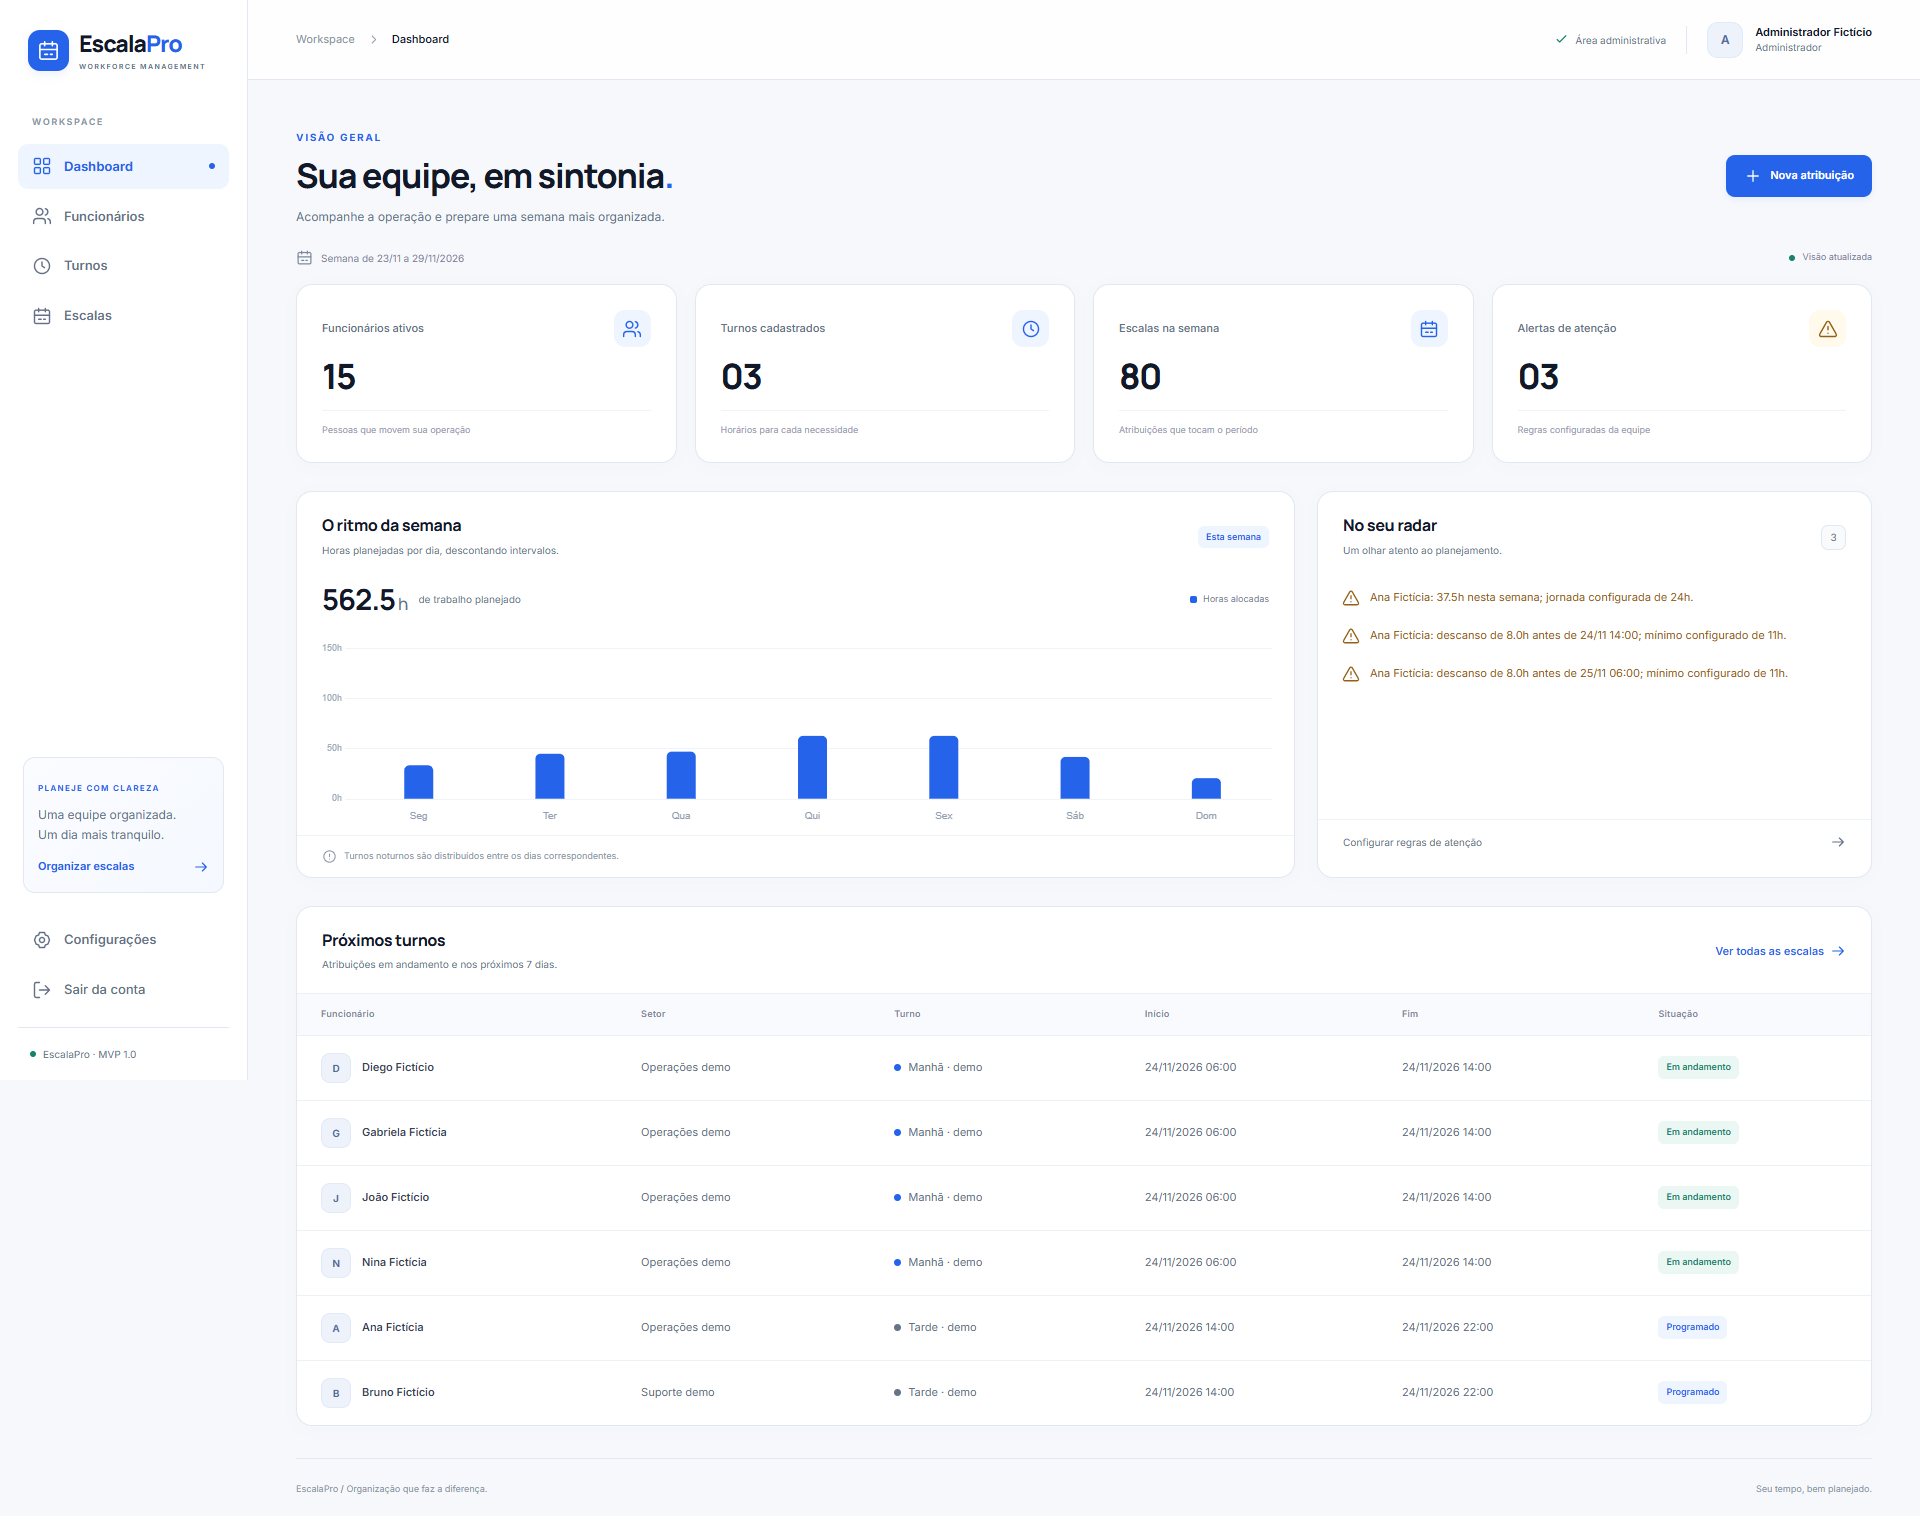 EscalaPro
WORKFORCE MANAGEMENT
WORKSPACE
Dashboard
Funcionários
Turnos
Escalas
PLANEJE COM CLAREZA
Uma equipe organizada.
Um dia mais tranquilo.
Organizar escalas
Configurações
Sair da conta
EscalaPro · MVP 1.0
Workspace
Dashboard
Área administrativa
A
Administrador Fictício
Administrador
VISÃO GERAL
Sua equipe, em sintonia.
Acompanhe a operação e prepare uma semana mais organizada.
Nova atribuição
Semana de 23/11 a 29/11/2026
Visão atualizada
Funcionários ativos
15
Pessoas que movem sua operação
Turnos cadastrados
03
Horários para cada necessidade
Escalas na semana
80
Atribuições que tocam o período
Alertas de atenção
03
Regras configuradas da equipe
O ritmo da semana
Horas planejadas por dia, descontando intervalos.
Esta semana
562.5 h de trabalho planejado
Horas alocadas
150h
100h
50h
0h
Seg Ter Qua Qui Sex Sáb Dom
Turnos noturnos são distribuídos entre os dias correspondentes.
No seu radar
Um olhar atento ao planejamento.
3
Ana Fictícia: 37.5h nesta semana; jornada configurada de 24h.
Ana Fictícia: descanso de 8.0h antes de 24/11 14:00; mínimo configurado de 11h.
Ana Fictícia: descanso de 8.0h antes de 25/11 06:00; mínimo configurado de 11h.
Configurar regras de atenção
Próximos turnos
Atribuições em andamento e nos próximos 7 dias.
Ver todas as escalas
Funcionário Setor Turno Início Fim Situação
D Diego Fictício Operações demo Manhã · demo 24/11/2026 06:00 24/11/2026 14:00 Em andamento
G Gabriela Fictícia Operações demo Manhã · demo 24/11/2026 06:00 24/11/2026 14:00 Em andamento
J João Fictício Operações demo Manhã · demo 24/11/2026 06:00 24/11/2026 14:00 Em andamento
N Nina Fictícia Operações demo Manhã · demo 24/11/2026 06:00 24/11/2026 14:00 Em andamento
A Ana Fictícia Operações demo Tarde · demo 24/11/2026 14:00 24/11/2026 22:00 Programado
B Bruno Fictício Suporte demo Tarde · demo 24/11/2026 14:00 24/11/2026 22:00 Programado
EscalaPro / Organização que faz a diferença.
Seu tempo, bem planejado.